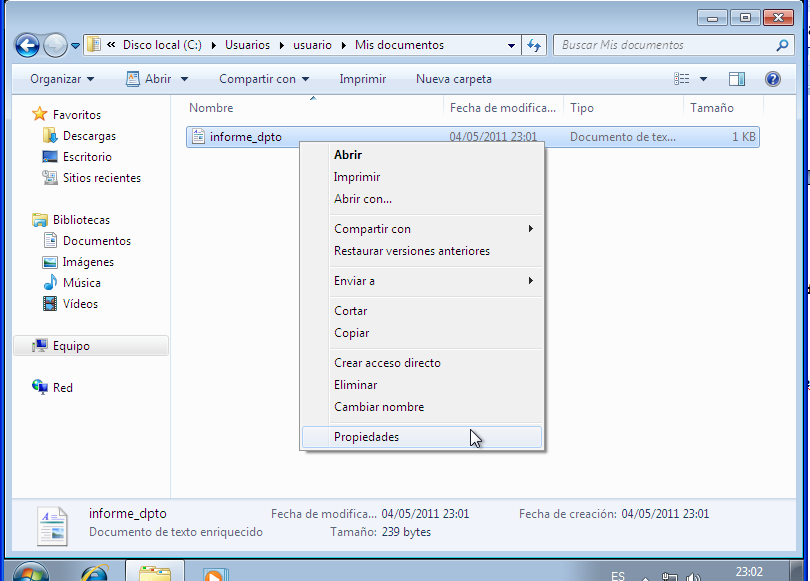 « Disco local (C:) ▸ Usuarios ▸ usuario ▸ Mis documentos
Buscar Mis documentos
Organizar
Abrir
Compartir con
Imprimir
Nueva carpeta
Favoritos
Descargas
Escritorio
Sitios recientes
Bibliotecas
Documentos
Imágenes
Música
Vídeos
Equipo
Red
Nombre
Fecha de modifica...
Tipo
Tamaño
informe_dpto
04/05/2011 23:01
Documento de tex...
1 KB
Abrir
Imprimir
Abrir con...
Compartir con
Restaurar versiones anteriores
Enviar a
Cortar
Copiar
Crear acceso directo
Eliminar
Cambiar nombre
Propiedades
informe_dpto
Documento de texto enriquecido
Fecha de modifica... 04/05/2011 23:01
Tamaño: 239 bytes
Fecha de creación: 04/05/2011 23:01
ES
23:02